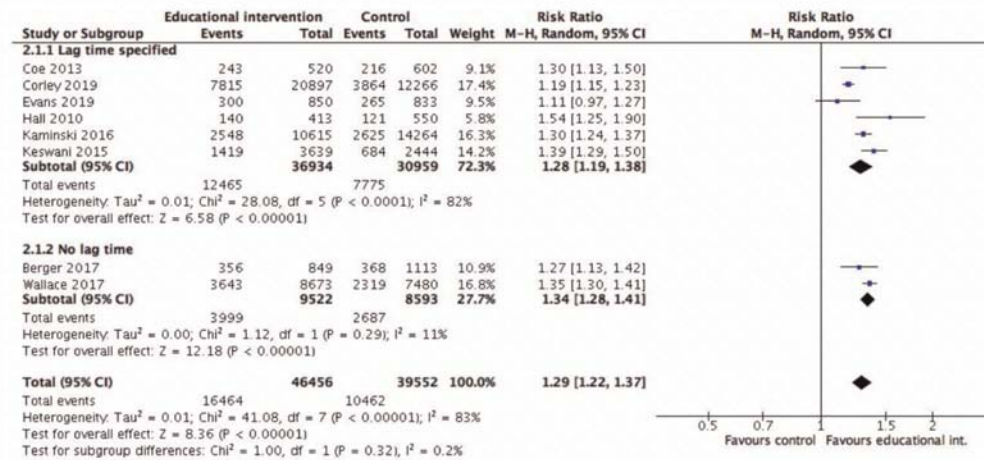 Educational intervention Control Risk Ratio Risk Ratio
Study or Subgroup Events Total Events Total Weight M-H, Random, 95% CI M-H, Random, 95% CI
2.1.1 Lag time specified
Coe 2013 243 520 216 602 9.1% 1.30 [1.13, 1.50]
Corley 2019 7815 20897 3864 12266 17.4% 1.19 [1.15, 1.23]
Evans 2019 300 850 265 833 9.5% 1.11 [0.97, 1.27]
Hall 2010 140 413 121 550 5.8% 1.54 [1.25, 1.90]
Kaminski 2016 2548 10615 2625 14264 16.3% 1.30 [1.24, 1.37]
Keswani 2015 1419 3639 684 2444 14.2% 1.39 [1.29, 1.50]
Subtotal (95% CI) 36934 30959 72.3% 1.28 [1.19, 1.38]
Total events 12465 7775
Heterogeneity: Tau² = 0.01; Chi² = 28.08, df = 5 (P < 0.0001); I² = 82%
Test for overall effect: Z = 6.58 (P < 0.00001)
2.1.2 No lag time
Berger 2017 356 849 368 1113 10.9% 1.27 [1.13, 1.42]
Wallace 2017 3643 8673 2319 7480 16.8% 1.35 [1.30, 1.41]
Subtotal (95% CI) 9522 8593 27.7% 1.34 [1.28, 1.41]
Total events 3999 2687
Heterogeneity: Tau² = 0.00; Chi² = 1.12, df = 1 (P = 0.29); I² = 11%
Test for overall effect: Z = 12.18 (P < 0.00001)
Total (95% CI) 46456 39552 100.0% 1.29 [1.22, 1.37]
Total events 16464 10462
Heterogeneity: Tau² = 0.01; Chi² = 41.08, df = 7 (P < 0.00001); I² = 83%
Test for overall effect: Z = 8.36 (P < 0.00001)
Test for subgroup differences: Chi² = 1.00, df = 1 (P = 0.32), I² = 0.2%
0.5 0.7 1 1.5 2
Favours control Favours educational int.